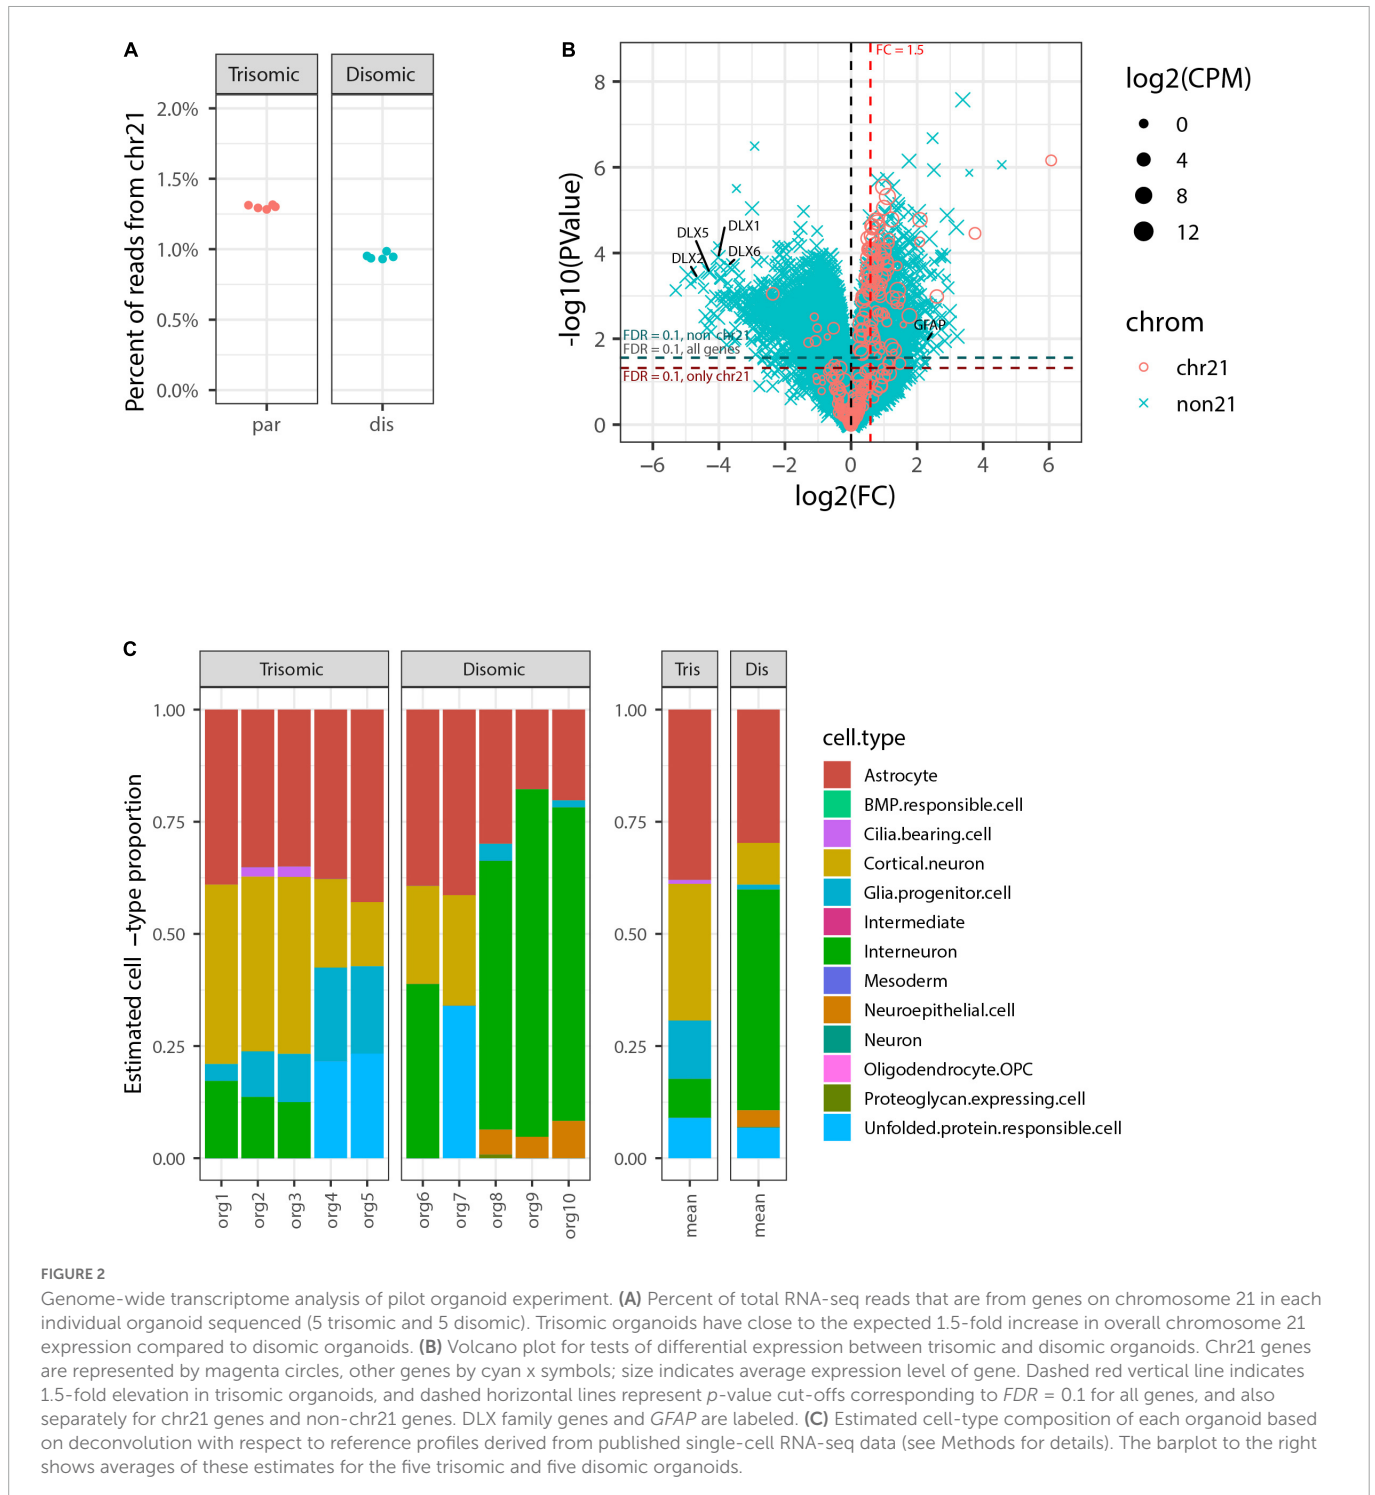 A
Trisomic
Disomic
Percent of reads from chr21
2.0%
1.5%
1.0%
0.5%
0.0%
par
dis
B
FC = 1.5
-log10(PValue)
8
6
4
2
0
DLX1
DLX5
DLX2
DLX6
GFAP
FDR = 0.1, non chr21
FDR = 0.1, all genes
FDR = 0.1, only chr21
−6
−4
−2
0
2
4
6
log2(FC)
log2(CPM)
0
4
8
12
chrom
chr21
non21
C
Trisomic
Disomic
Tris
Dis
Estimated cell −type proportion
1.00
0.75
0.50
0.25
0.00
org1
org2
org3
org4
org5
org6
org7
org8
org9
org10
1.00
0.75
0.50
0.25
0.00
mean
mean
cell.type
Astrocyte
BMP.responsible.cell
Cilia.bearing.cell
Cortical.neuron
Glia.progenitor.cell
Intermediate
Interneuron
Mesoderm
Neuroepithelial.cell
Neuron
Oligodendrocyte.OPC
Proteoglycan.expressing.cell
Unfolded.protein.responsible.cell
FIGURE 2
Genome-wide transcriptome analysis of pilot organoid experiment. (A) Percent of total RNA-seq reads that are from genes on chromosome 21 in each
individual organoid sequenced (5 trisomic and 5 disomic). Trisomic organoids have close to the expected 1.5-fold increase in overall chromosome 21
expression compared to disomic organoids. (B) Volcano plot for tests of differential expression between trisomic and disomic organoids. Chr21 genes
are represented by magenta circles, other genes by cyan x symbols; size indicates average expression level of gene. Dashed red vertical line indicates
1.5-fold elevation in trisomic organoids, and dashed horizontal lines represent p-value cut-offs corresponding to FDR = 0.1 for all genes, and also
separately for chr21 genes and non-chr21 genes. DLX family genes and GFAP are labeled. (C) Estimated cell-type composition of each organoid based
on deconvolution with respect to reference profiles derived from published single-cell RNA-seq data (see Methods for details). The barplot to the right
shows averages of these estimates for the five trisomic and five disomic organoids.